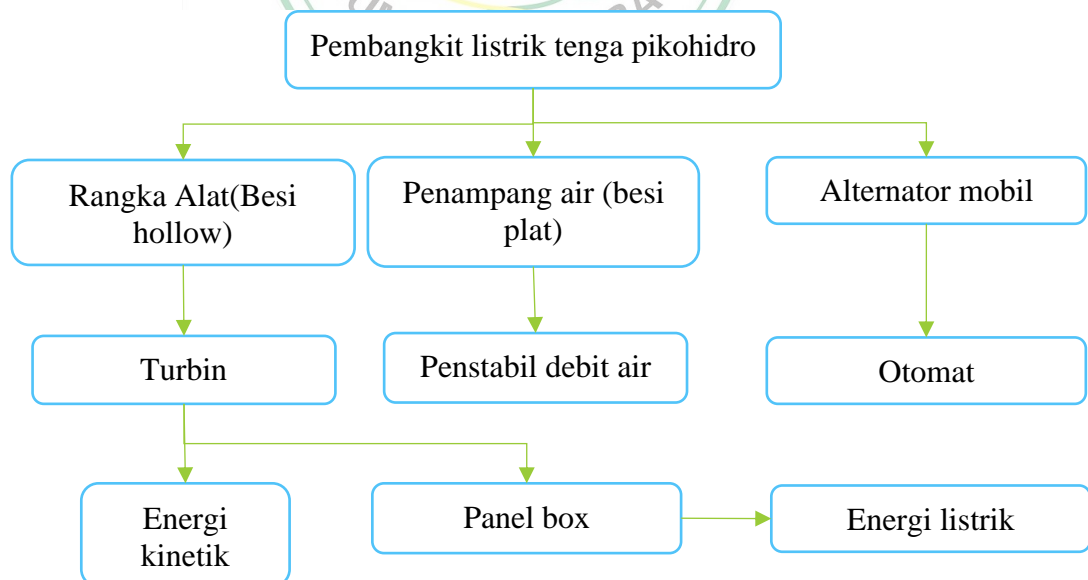 Pembangkit listrik tenga pikohidro
Rangka Alat(Besi
hollow)
Penampang air (besi
plat)
Alternator mobil
Turbin
Penstabil debit air
Otomat
Energi
kinetik
Panel box
Energi listrik